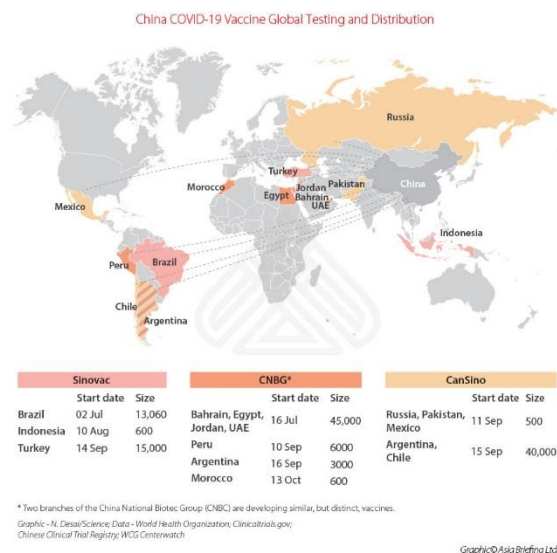 China COVID-19 Vaccine Global Testing and Distribution
Russia
Turkey
Morocco
Jordan
Pakistan
China
Egypt
Bahrain
UAE
Mexico
Indonesia
Peru
Brazil
Chile
Argentina
Sinovac
Start date Size
Brazil 02 Jul 13,060
Indonesia 10 Aug 600
Turkey 14 Sep 15,000
CNBG*
Start date Size
Bahrain, Egypt,
Jordan, UAE 16 Jul 45,000
Peru 10 Sep 6000
Argentina 16 Sep 3000
Morocco 13 Oct 600
CanSino
Start date Size
Russia, Pakistan,
Mexico 11 Sep 500
Argentina,
Chile 15 Sep 40,000
* Two branches of the China National Biotec Group (CNBC) are developing similar, but distinct, vaccines.
Graphic - N. Desai/Science; Data - World Health Organization; Clinicaltrials.gov;
Chinese Clinical Trial Registry; WCG Centerwatch
Graphic© Asia Briefing Ltd.